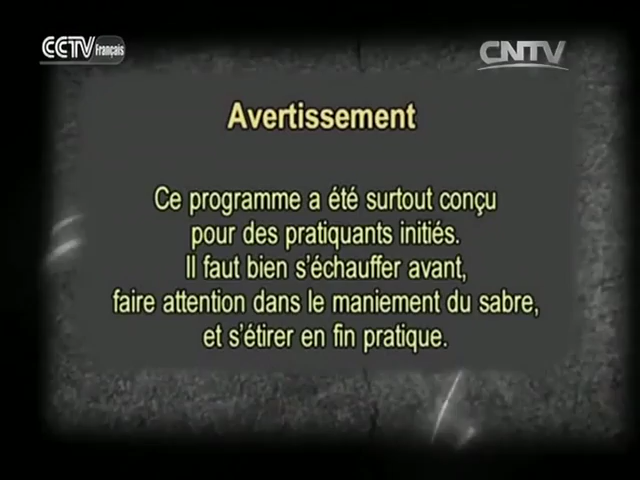 CCTV Français
CNTV
Avertissement
Ce programme a été surtout conçu
pour des pratiquants initiés.
Il faut bien s'échauffer avant,
faire attention dans le maniement du sabre,
et s'étirer en fin pratique.